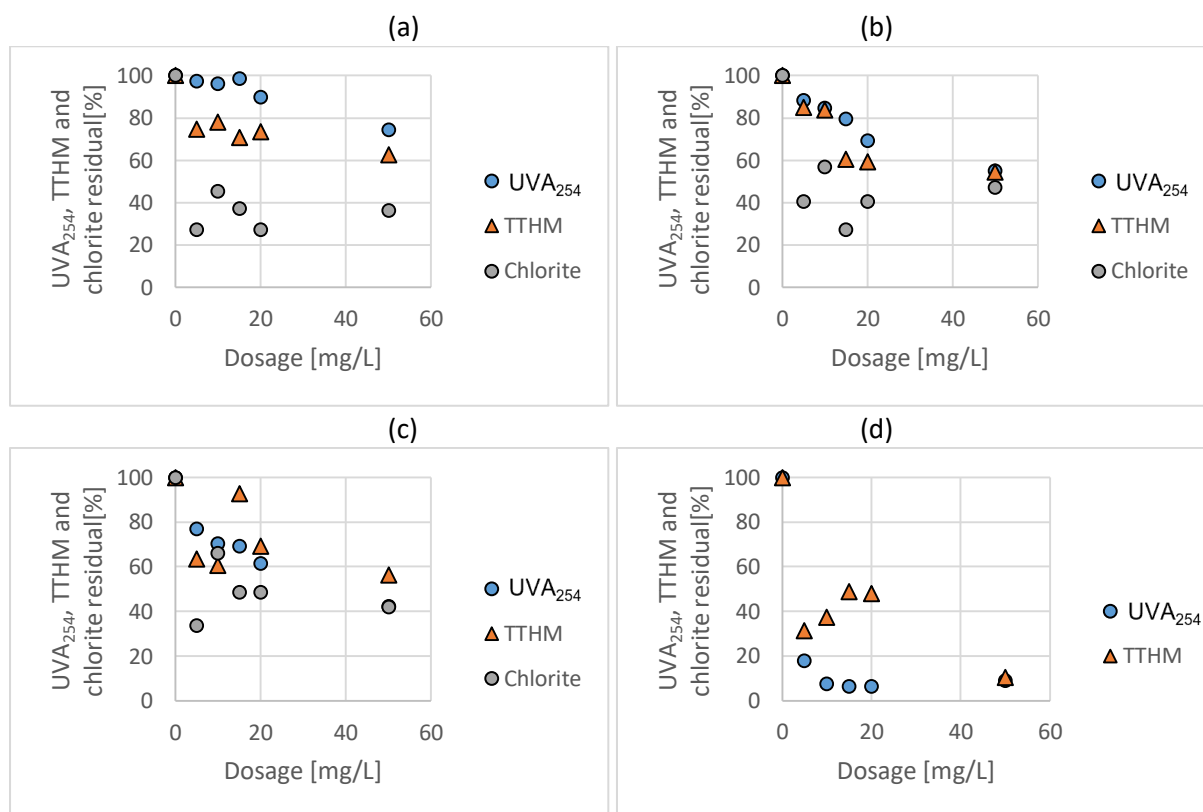 (a)
UVA₂₅₄, TTHM and
chlorite residual[%]
100
80
60
40
20
0
0 20 40 60
Dosage [mg/L]
UVA₂₅₄
TTHM
Chlorite
(b)
UVA₂₅₄, TTHM and
chlorite residual[%]
100
80
60
40
20
0
0 20 40 60
Dosage [mg/L]
UVA₂₅₄
TTHM
Chlorite
(c)
UVA₂₅₄, TTHM and
chlorite residual[%]
100
80
60
40
20
0
0 20 40 60
Dosage [mg/L]
UVA₂₅₄
TTHM
Chlorite
(d)
UVA₂₅₄, TTHM and
chlorite residual[%]
100
80
60
40
20
0
0 20 40 60
Dosage [mg/L]
UVA₂₅₄
TTHM